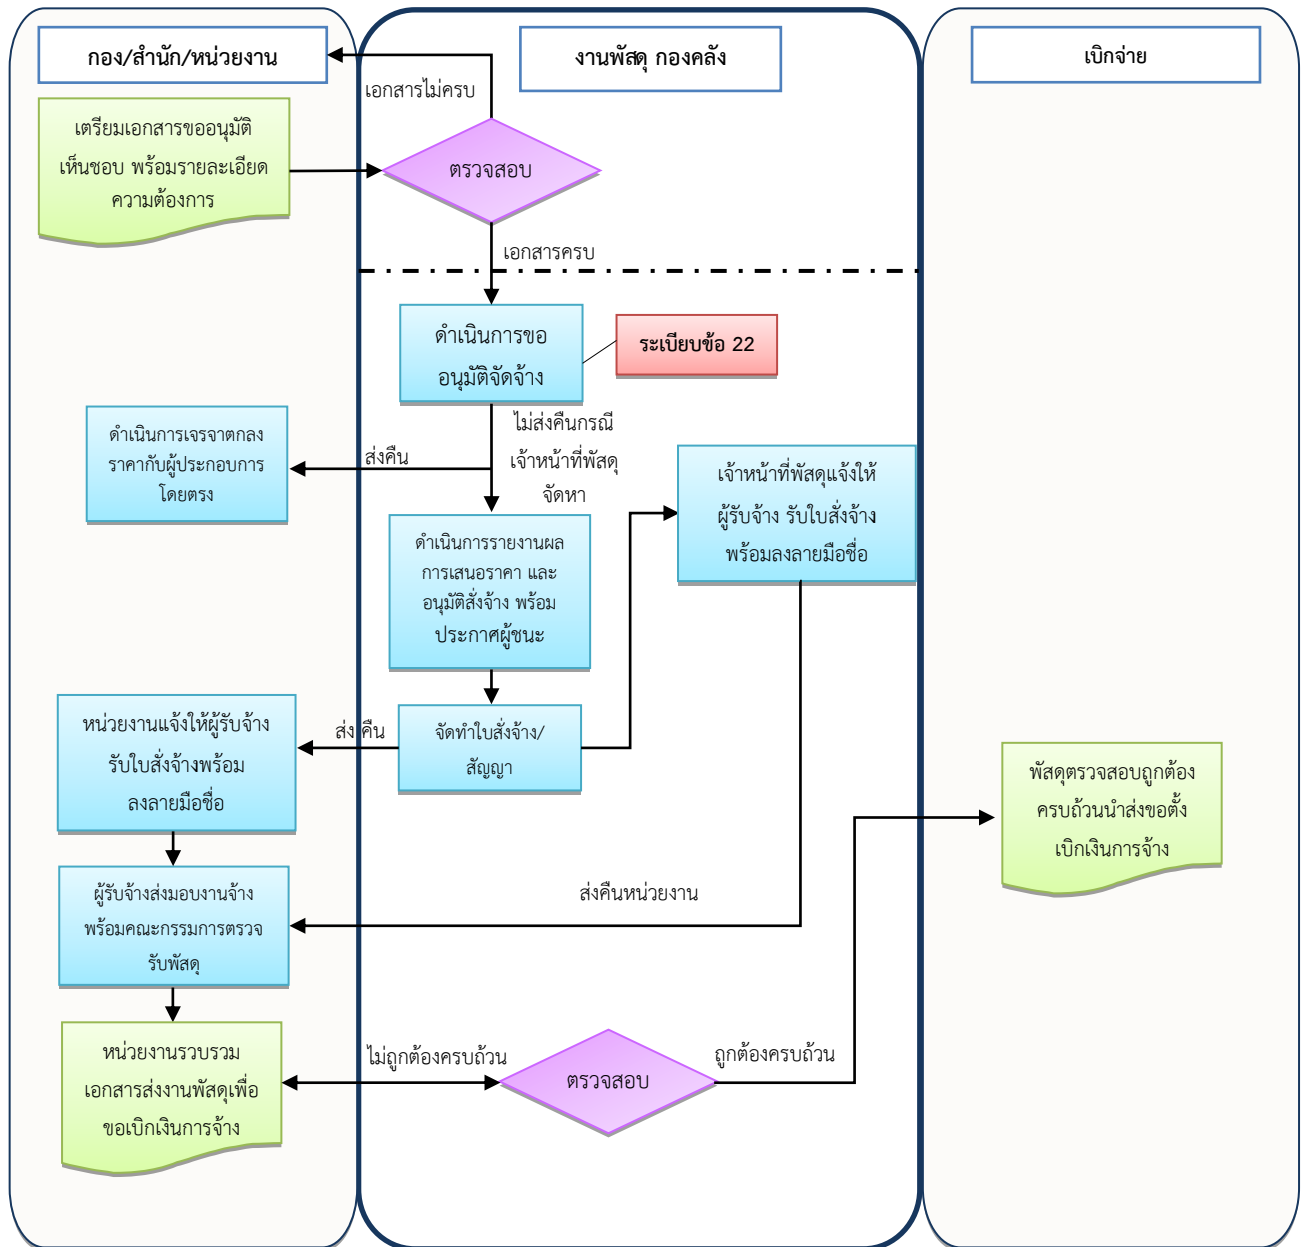 กอง/สำนัก/หน่วยงาน
งานพัสดุ กองคลัง
เบิกจ่าย
เอกสารไม่ครบ
เตรียมเอกสารขออนุมัติ
เห็นชอบ พร้อมรายละเอียด
ความต้องการ
ตรวจสอบ
เอกสารครบ
ดำเนินการขอ
อนุมัติจัดจ้าง
ระเบียบข้อ 22
ไม่ส่งคืนกรณี
เจ้าหน้าที่พัสดุ
จัดหา
ส่งคืน
ดำเนินการเจรจาตกลง
ราคากับผู้ประกอบการ
โดยตรง
เจ้าหน้าที่พัสดุแจ้งให้
ผู้รับจ้าง รับใบสั่งจ้าง
พร้อมลงลายมือชื่อ
ดำเนินการรายงานผล
การเสนอราคา และ
อนุมัติสั่งจ้าง พร้อม
ประกาศผู้ชนะ
ส่ง คืน
จัดทำใบสั่งจ้าง/
สัญญา
หน่วยงานแจ้งให้ผู้รับจ้าง
รับใบสั่งจ้างพร้อม
ลงลายมือชื่อ
พัสดุตรวจสอบถูกต้อง
ครบถ้วนนำส่งขอตั้ง
เบิกเงินการจ้าง
ส่งคืนหน่วยงาน
ผู้รับจ้างส่งมอบงานจ้าง
พร้อมคณะกรรมการตรวจ
รับพัสดุ
หน่วยงานรวบรวม
เอกสารส่งงานพัสดุเพื่อ
ขอเบิกเงินการจ้าง
ไม่ถูกต้องครบถ้วน
ตรวจสอบ
ถูกต้องครบถ้วน